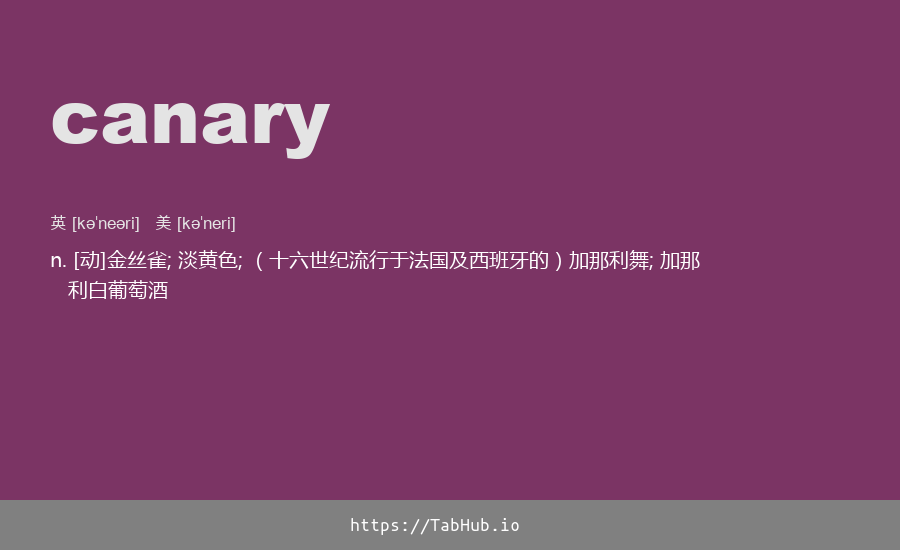 canary
英 [kə'neəri] 美 [kə'neri]
n. [动]金丝雀; 淡黄色; （十六世纪流行于法国及西班牙的）加那利舞; 加那
利白葡萄酒
https://TabHub.io